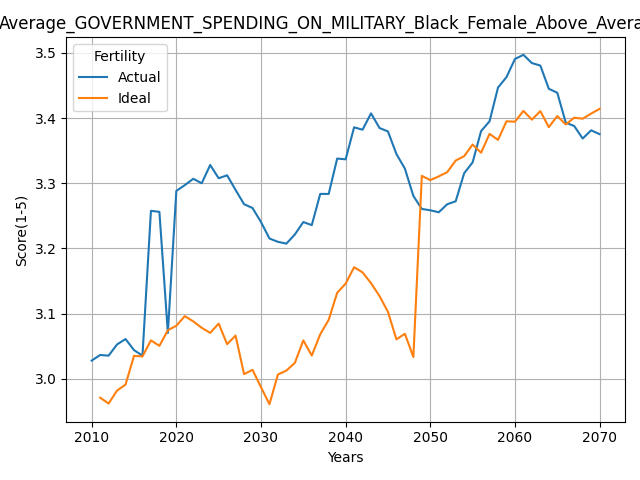 Average_GOVERNMENT_SPENDING_ON_MILITARY_Black_Female_Above_Avera
Fertility
Actual
Ideal
3.5
3.4
3.3
3.2
3.1
3.0
Score(1-5)
2010 2020 2030 2040 2050 2060 2070
Years